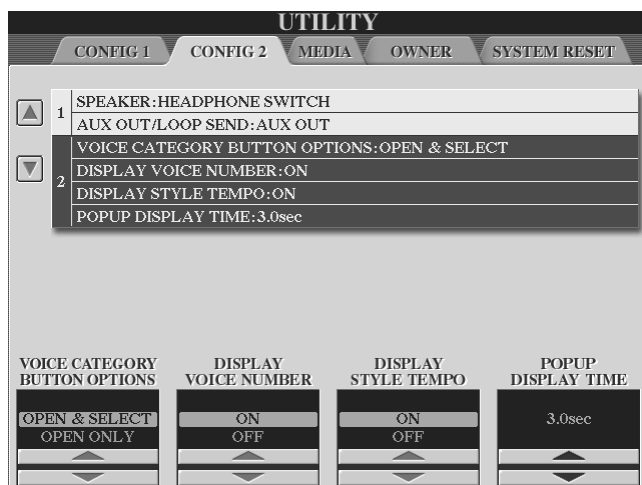 UTILITY
CONFIG 1 CONFIG 2 MEDIA OWNER SYSTEM RESET
1 SPEAKER:HEADPHONE SWITCH
AUX OUT/LOOP SEND:AUX OUT
2 VOICE CATEGORY BUTTON OPTIONS:OPEN & SELECT
DISPLAY VOICE NUMBER:ON
DISPLAY STYLE TEMPO:ON
POPUP DISPLAY TIME:3.0sec
VOICE CATEGORY BUTTON OPTIONS
OPEN & SELECT
OPEN ONLY
DISPLAY VOICE NUMBER
ON
OFF
DISPLAY STYLE TEMPO
ON
OFF
POPUP DISPLAY TIME
3.0sec